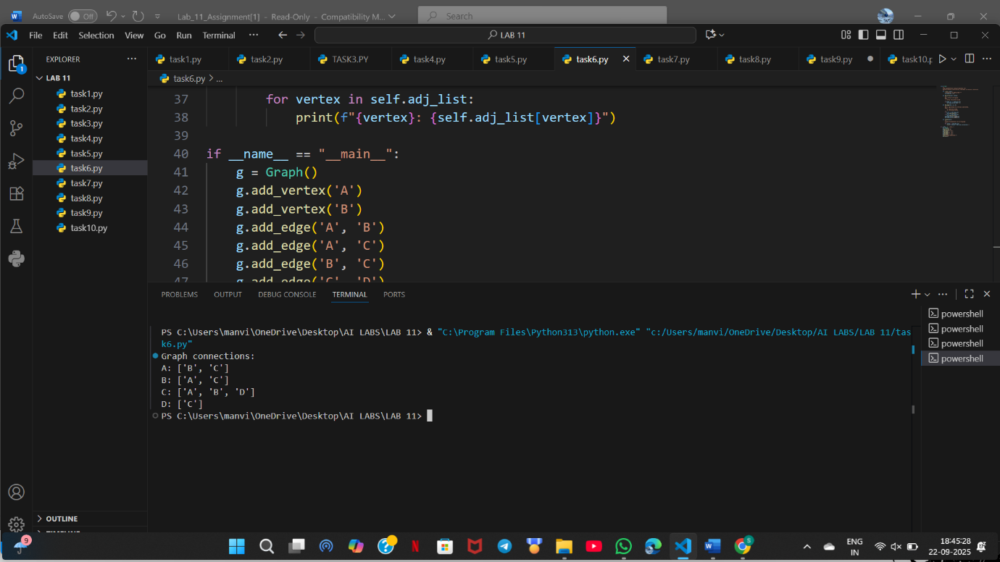 AutoSave Off Lab_11_Assignment[1] - Read-Only - Compatibility M... Search
File Edit Selection View Go Run Terminal ··· LAB 11
EXPLORER ···
task1.py task2.py TASK3.PY task4.py task5.py task6.py task7.py task8.py task9.py task10.p
LAB 11
task1.py
task2.py
task3.py
task4.py
task5.py
task6.py
task7.py
task8.py
task9.py
task10.py
OUTLINE
1
9
task6.py > ...
37 for vertex in self.adj_list:
38 print(f"{vertex}: {self.adj_list[vertex]}")
39
40 if __name__ == "__main__":
41 g = Graph()
42 g.add_vertex('A')
43 g.add_vertex('B')
44 g.add_edge('A', 'B')
45 g.add_edge('A', 'C')
46 g.add_edge('B', 'C')
47 g.add_edge('C', 'D')
PROBLEMS OUTPUT DEBUG CONSOLE TERMINAL PORTS
PS C:\Users\manvi\OneDrive\Desktop\AI LABS\LAB 11> & "C:\Program Files\Python313\python.exe" "c:/Users/manvi/OneDrive/Desktop/AI LABS/LAB 11/tas
k6.py"
Graph connections:
A: ['B', 'C']
B: ['A', 'C']
C: ['A', 'B', 'D']
D: ['C']
PS C:\Users\manvi\OneDrive\Desktop\AI LABS\LAB 11>
powershell
powershell
powershell
powershell
ENG
IN
18:45:28
22-09-2025